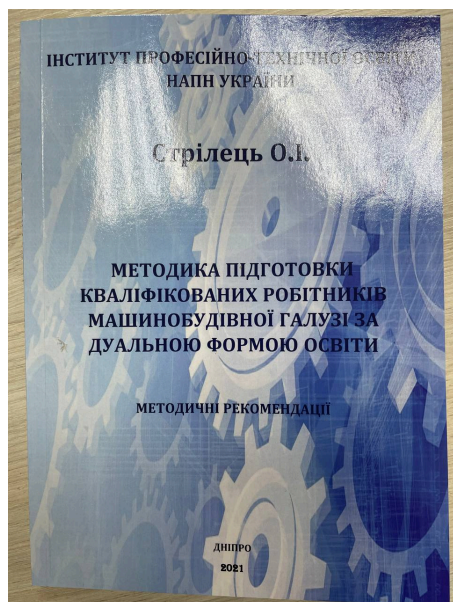 ІНСТИТУТ ПРОФЕСІЙНО-ТЕХНІЧНОЇ ОСВІТИ
НАПН УКРАЇНИ
Стрілець О.І.
МЕТОДИКА ПІДГОТОВКИ
КВАЛІФІКОВАНИХ РОБІТНИКІВ
МАШИНОБУДІВНОЇ ГАЛУЗІ ЗА
ДУАЛЬНОЮ ФОРМОЮ ОСВІТИ
МЕТОДИЧНІ РЕКОМЕНДАЦІЇ
ДНІПРО
2021